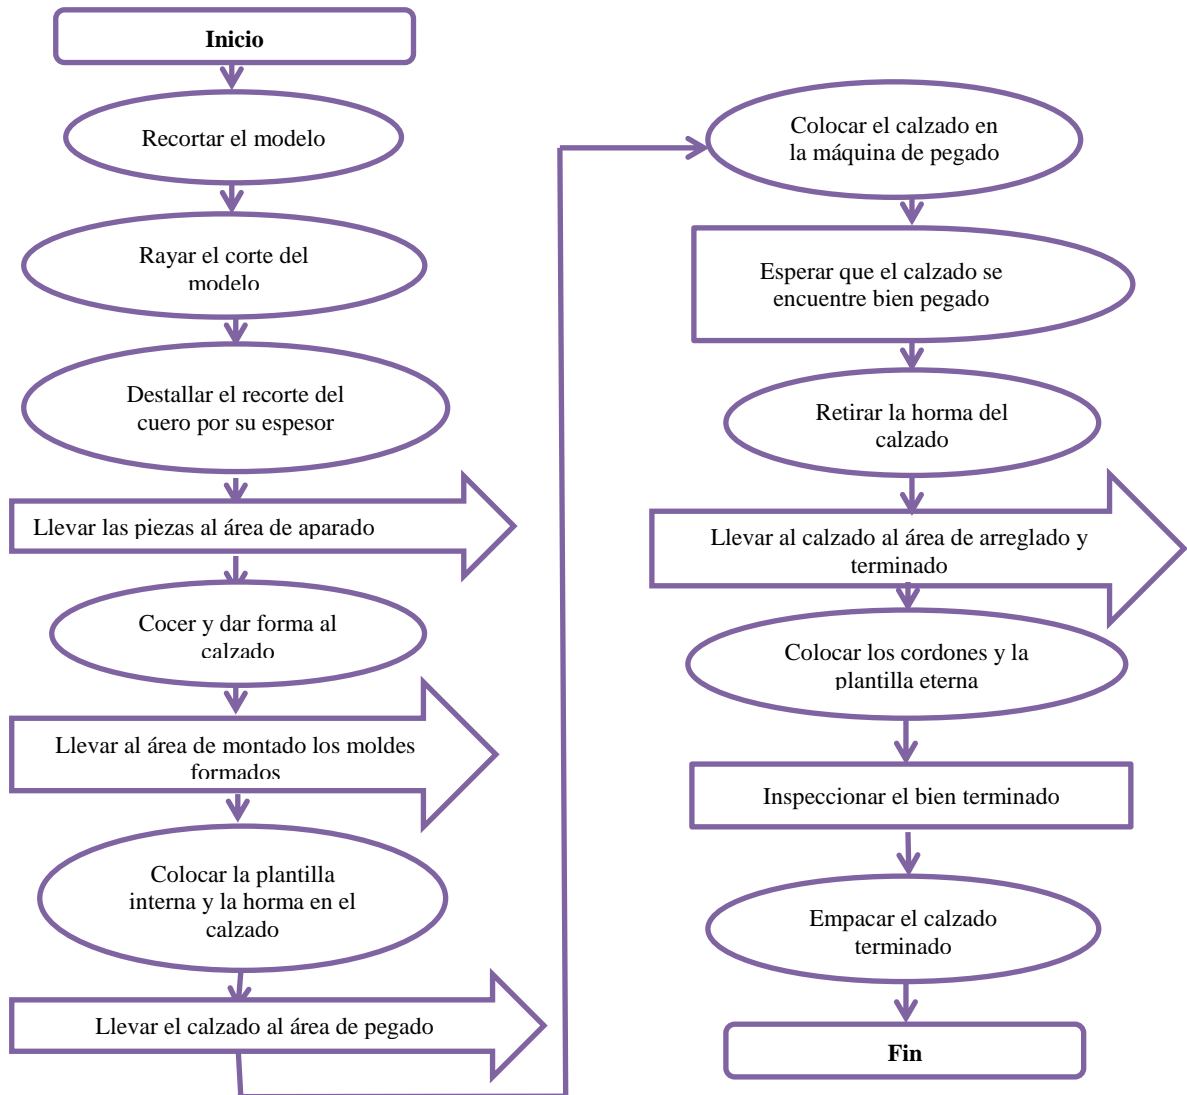 Inicio
Recortar el modelo
Rayar el corte del
modelo
Destallar el recorte del
cuero por su espesor
Llevar las piezas al área de aparado
Cocer y dar forma al
calzado
Llevar al área de montado los moldes
formados
Colocar la plantilla
interna y la horma en el
calzado
Llevar el calzado al área de pegado
Colocar el calzado en
la máquina de pegado
Esperar que el calzado se
encuentre bien pegado
Retirar la horma del
calzado
Llevar al calzado al área de arreglado y
terminado
Colocar los cordones y la
plantilla eterna
Inspeccionar el bien terminado
Empacar el calzado
terminado
Fin